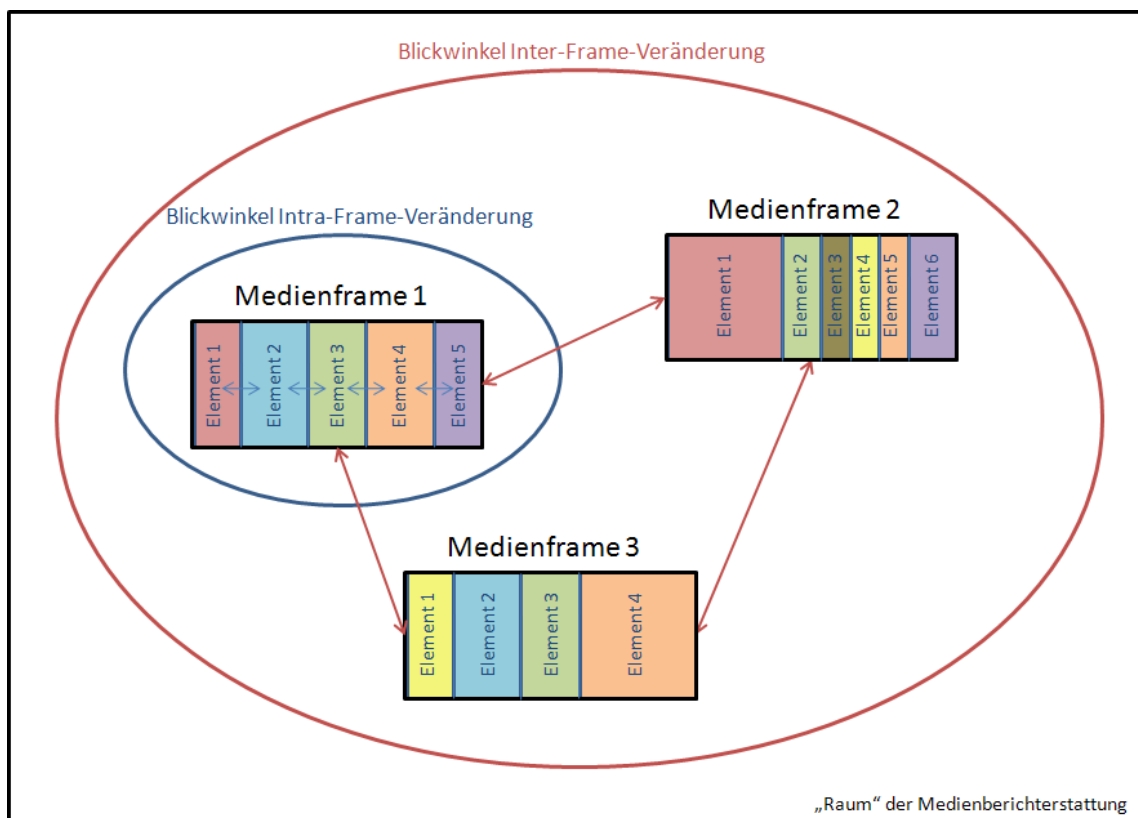 Blickwinkel Inter-Frame-Veränderung
Blickwinkel Intra-Frame-Veränderung
Medienframe 1
Element 1
Element 2
Element 3
Element 4
Element 5
Medienframe 2
Element 1
Element 2
Element 3
Element 4
Element 5
Element 6
Medienframe 3
Element 1
Element 2
Element 3
Element 4
„Raum“ der Medienberichterstattung